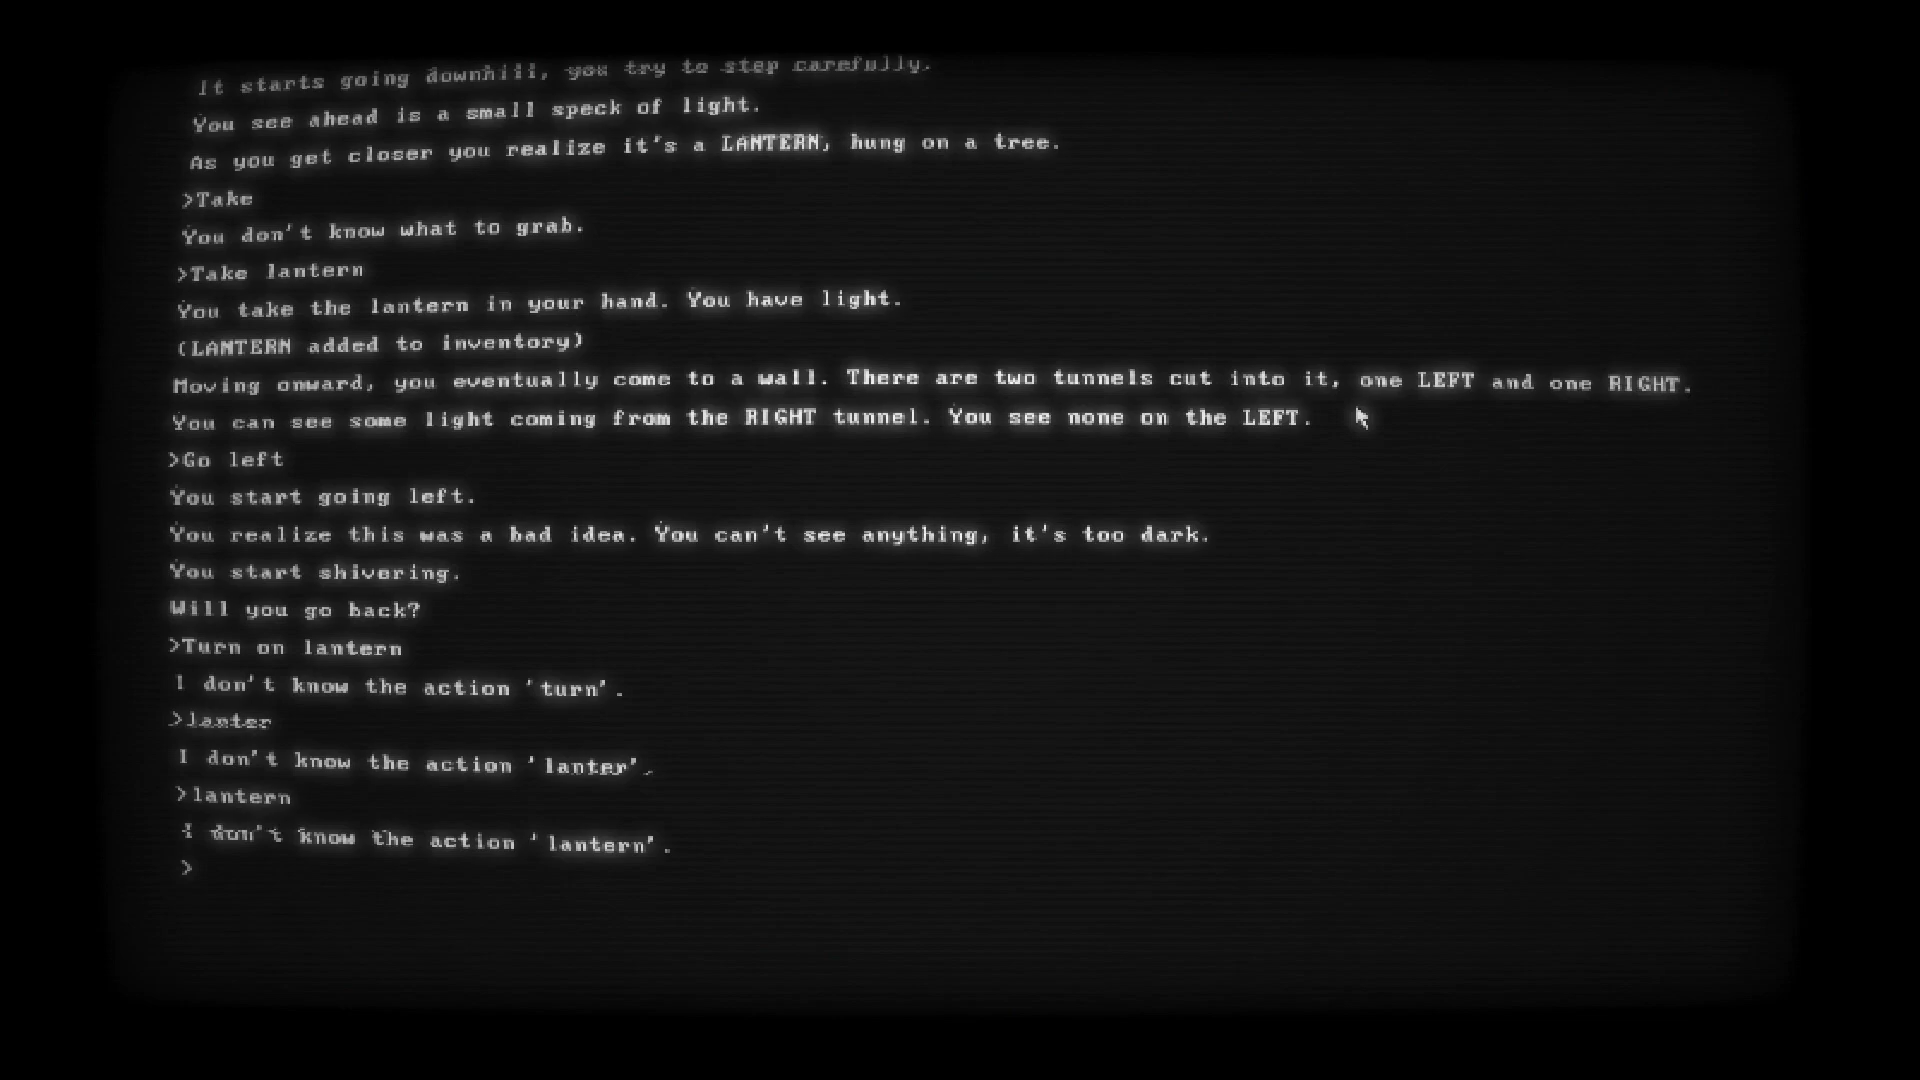 It starts going downhill, you try to step carefully.
You see ahead is a small speck of light.
As you get closer you realize it's a LANTERN, hung on a tree.
>Take
You don't know what to grab.
>Take lantern
You take the lantern in your hand. You have light.
(LANTERN added to inventory)
Moving onward, you eventually come to a wall. There are two tunnels cut into it, one LEFT and one RIGHT.
You can see some light coming from the RIGHT tunnel. You see none on the LEFT.
>Go left
You start going left.
You realize this was a bad idea. You can't see anything, it's too dark.
You start shivering.
Will you go back?
>Turn on lantern
I don't know the action 'turn'.
>lanter
I don't know the action 'lanter'.
>lantern
I don't know the action 'lantern'.
>